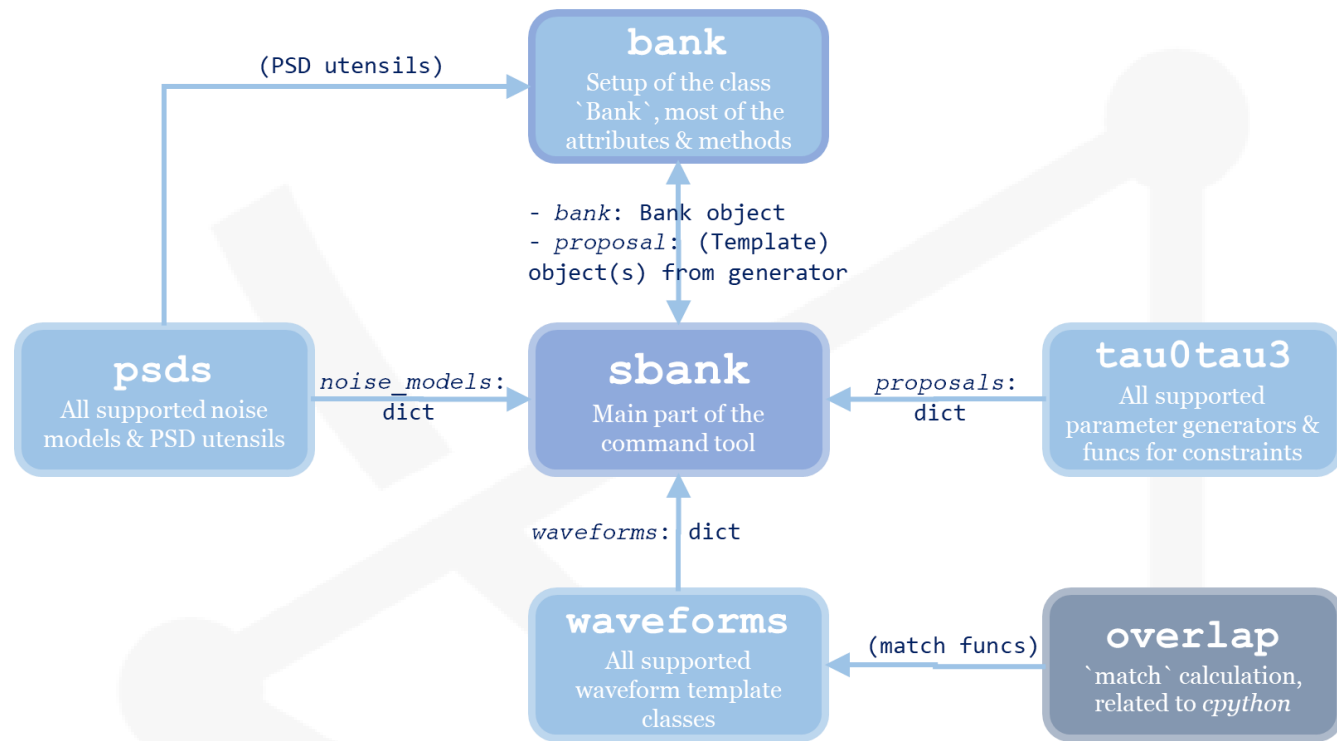 bank
Setup of the class
`Bank`, most of the
attributes & methods
(PSD utensils)
- bank: Bank object
- proposal: (Template)
object(s) from generator
psds
All supported noise
models & PSD utensils
noise_models:
dict
sbank
Main part of the
command tool
proposals:
dict
tau0tau3
All supported
parameter generators &
funcs for constraints
waveforms: dict
waveforms
All supported
waveform template
classes
(match funcs)
overlap
`match` calculation,
related to cpython